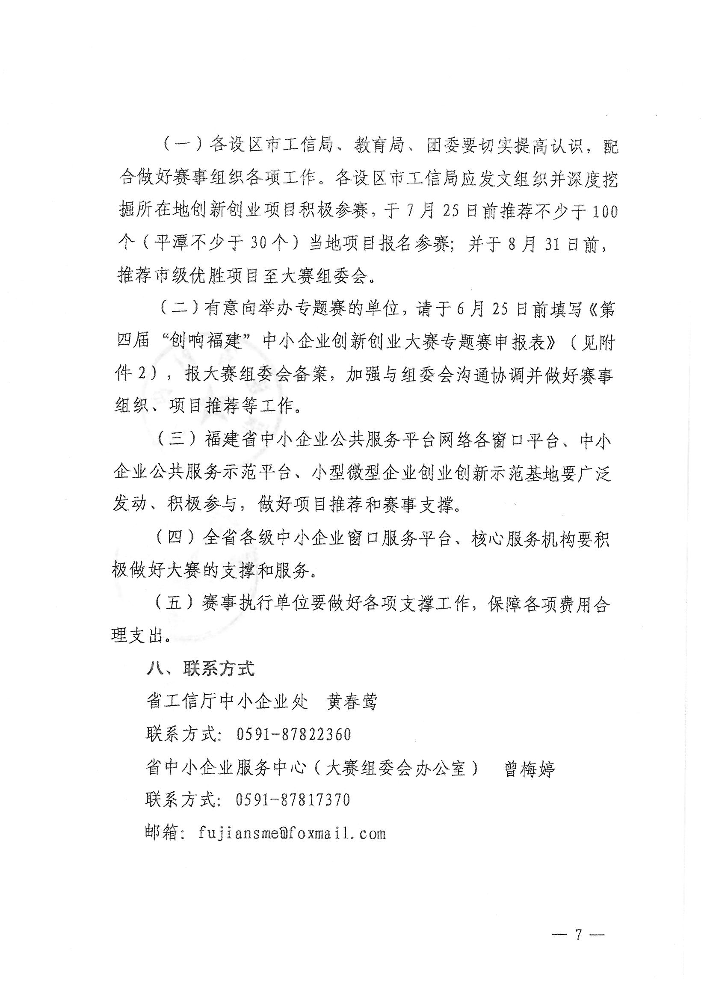 （一）各设区市工信局、教育局、团委要切实提高认识，配
合做好赛事组织各项工作。各设区市工信局应发文组织并深度挖
掘所在地创新创业项目积极参赛，于 7 月 25 日前推荐不少于 100
个（平潭不少于 30 个）当地项目报名参赛；并于 8 月 31 日前，
推荐市级优胜项目至大赛组委会。
（二）有意向举办专题赛的单位，请于 6 月 25 日前填写《第
四届“创响福建”中小企业创新创业大赛专题赛申报表》（见附
件 2），报大赛组委会备案，加强与组委会沟通协调并做好赛事
组织、项目推荐等工作。
（三）福建省中小企业公共服务平台网络各窗口平台、中小
企业公共服务示范平台、小型微型企业创业创新示范基地要广泛
发动、积极参与，做好项目推荐和赛事支撑。
（四）全省各级中小企业窗口服务平台、核心服务机构要积
极做好大赛的支撑和服务。
（五）赛事执行单位要做好各项支撑工作，保障各项费用合
理支出。
八、联系方式
省工信厅中小企业处 黄春莺
联系方式：0591-87822360
省中小企业服务中心（大赛组委会办公室） 曾梅婷
联系方式：0591-87817370
邮箱：fujiansme@foxmail.com
— 7 —